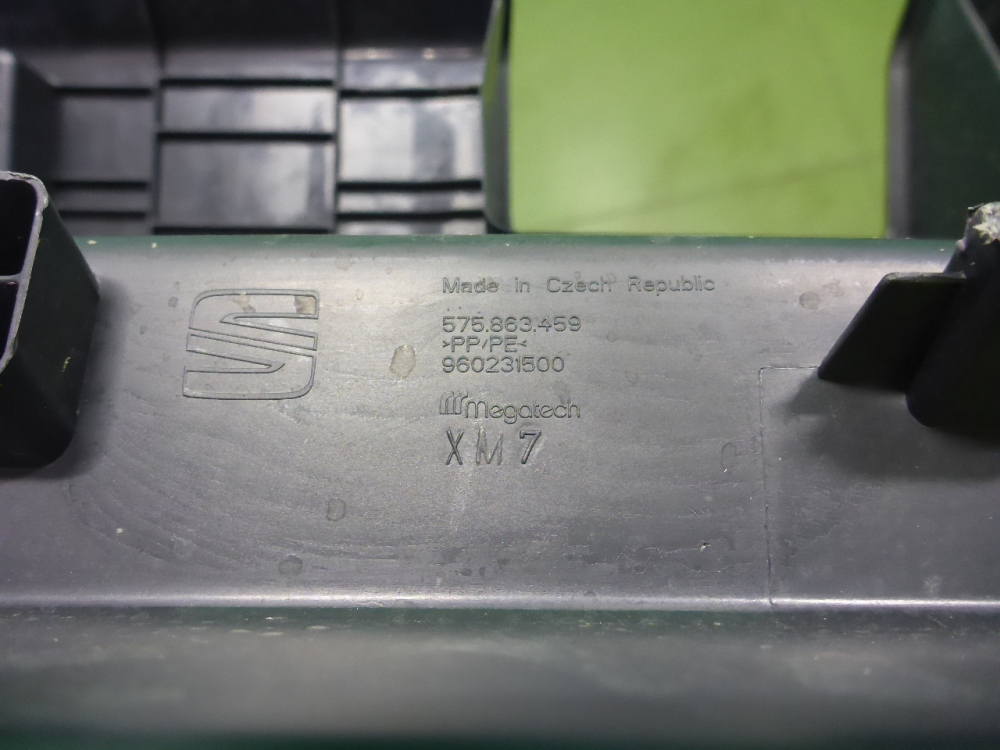 Made in Czech Republic
575.863.459
>PP/PE<
960231500
Megatech
XM7